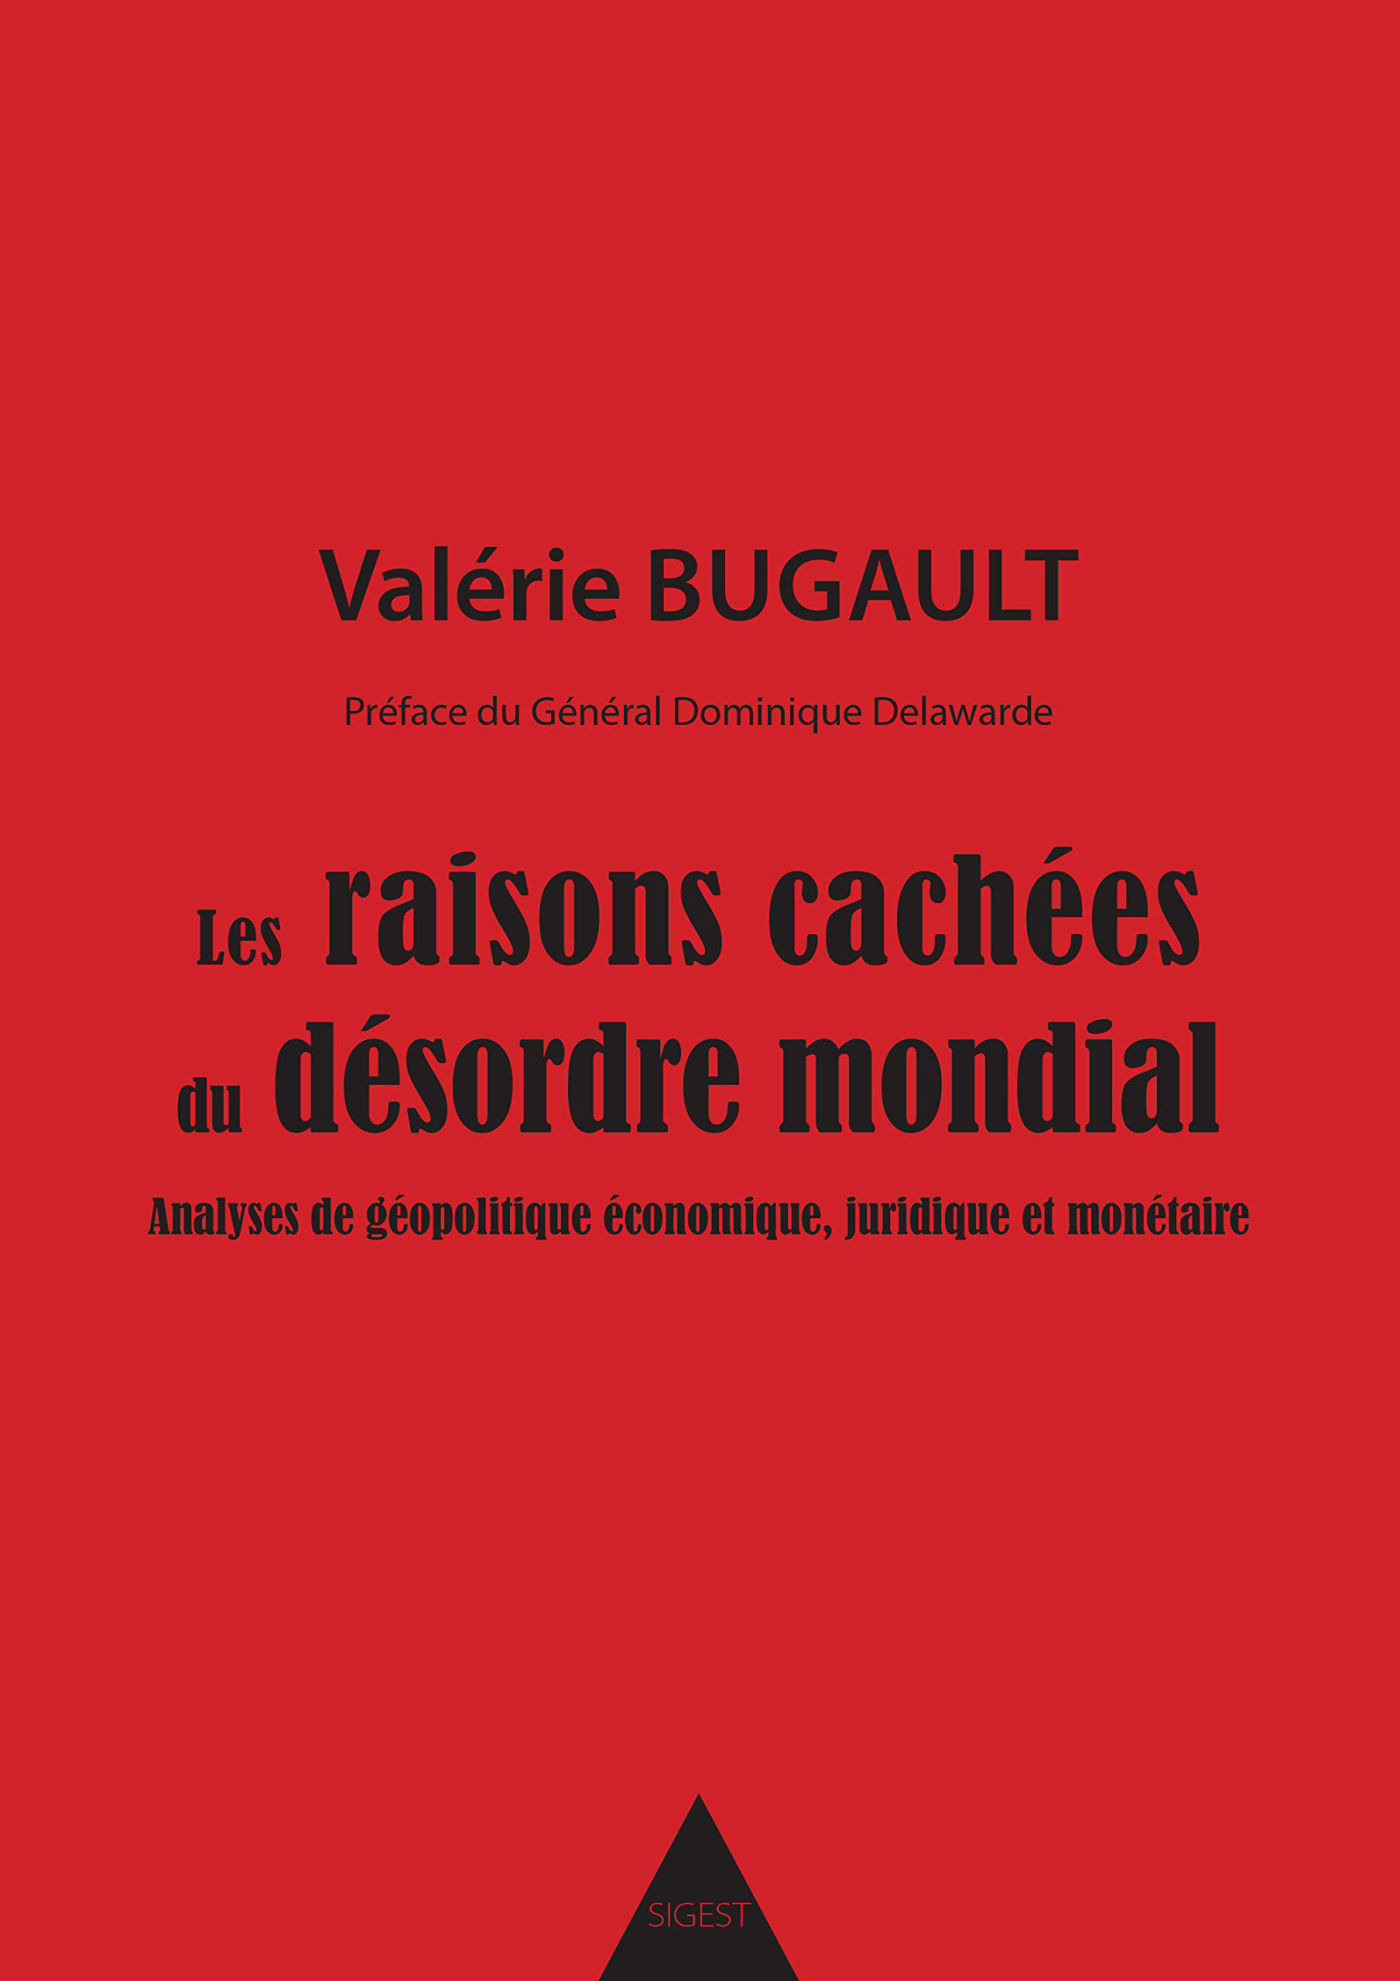 Valérie BUGAULT
Préface du Général Dominique Delawarde
Les raisons cachées
du désordre mondial
Analyses de géopolitique économique, juridique et monétaire
SIGEST